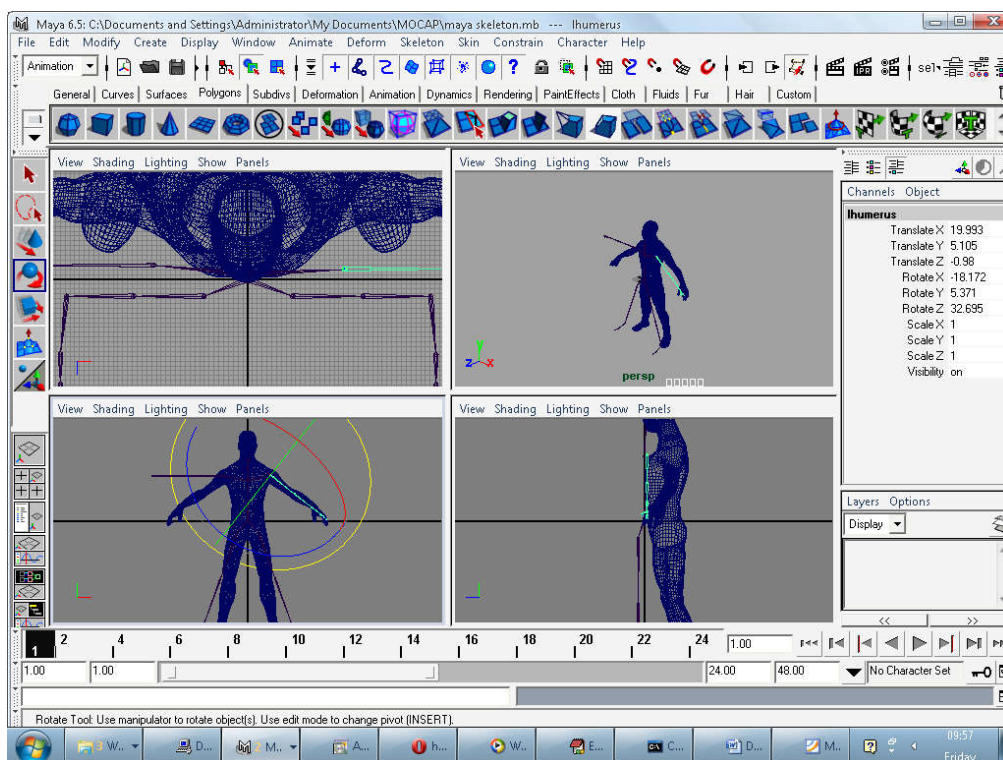 Maya 6.5: C:\Documents and Settings\Administrator\My Documents\MOCAP\maya skeleton.mb --- lhumerus
File Edit Modify Create Display Window Animate Deform Skeleton Skin Constrain Character Help
Animation sel-
General Curves Surfaces Polygons Subdivs Deformation Animation Dynamics Rendering PaintEffects Cloth Fluids Fur Hair Custom
View Shading Lighting Show Panels
View Shading Lighting Show Panels
Channels Object
lhumerus
Translate X 19.993
Translate Y 5.105
Translate Z -0.98
Rotate X -18.172
Rotate Y 5.371
Rotate Z 32.695
Scale X 1
Scale Y 1
Scale Z 1
Visibility on
y
z x
persp
View Shading Lighting Show Panels
View Shading Lighting Show Panels
Layers Options
Display
<< >>
1 2 4 6 8 10 12 14 16 18 20 22 24 1.00
1.00 1.00 24.00 48.00 No Character Set
Rotate Tool: Use manipulator to rotate object(s). Use edit mode to change pivot (INSERT).
3 W.. D... 2 M.. A... h... W.. E... C... D... M.. 09:57
Friday